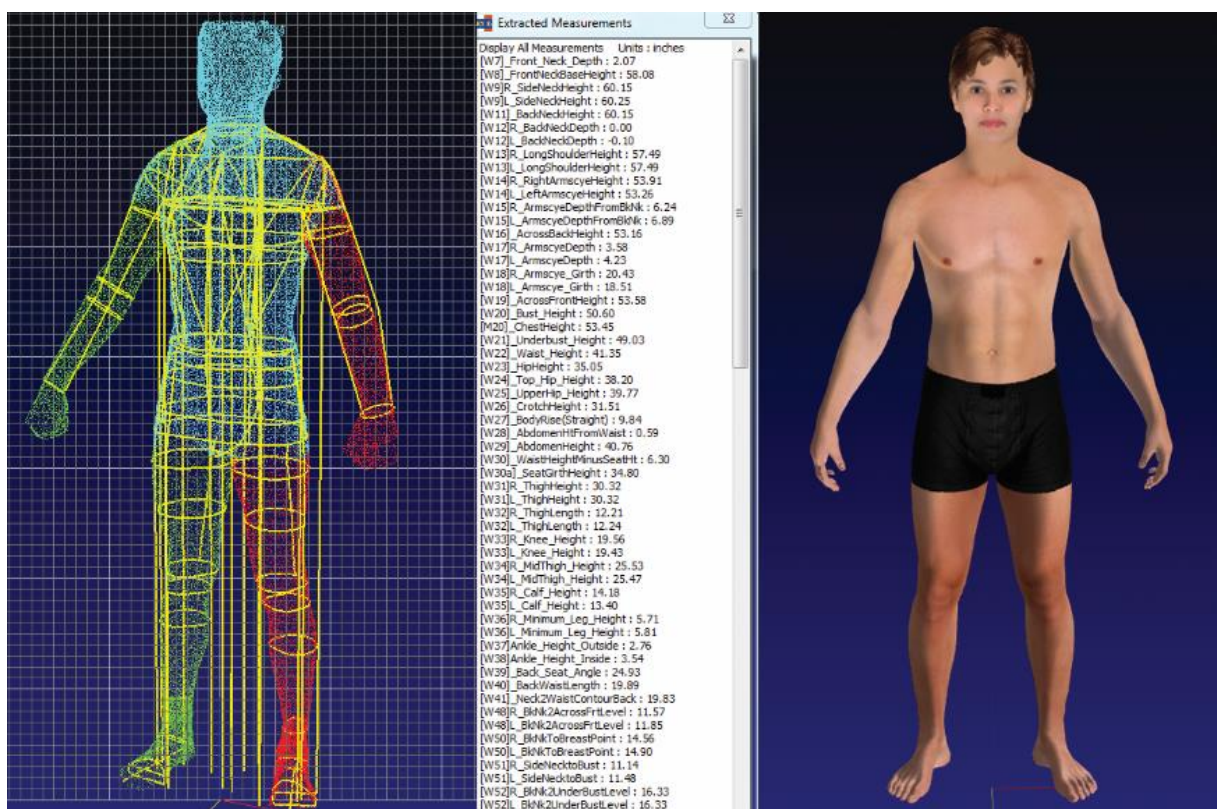 Extracted Measurements
Display All Measurements Units : inches
[W7]_Front_Neck_Depth : 2.07
[W8]_FrontNeckBaseHeight : 58.08
[W9]R_SideNeckHeight : 60.15
[W9]L_SideNeckHeight : 60.25
[W11]_BackNeckHeight : 60.15
[W12]R_BackNeckDepth : 0.00
[W12]L_BackNeckDepth : -0.10
[W13]R_LongShoulderHeight : 57.49
[W13]L_LongShoulderHeight : 57.49
[W14]R_RightArmscyeHeight : 53.91
[W14]L_LeftArmscyeHeight : 53.26
[W15]R_ArmscyeDepthFromBkNk : 6.24
[W15]L_ArmscyeDepthFromBkNk : 6.89
[W16]_AcrossBackHeight : 53.16
[W17]R_ArmscyeDepth : 3.58
[W17]L_ArmscyeDepth : 4.23
[W18]R_Armscye_Girth : 20.43
[W18]L_Armscye_Girth : 18.51
[W19]_AcrossFrontHeight : 53.58
[W20]_Bust_Height : 50.60
[M20]_ChestHeight : 53.45
[W21]_Underbust_Height : 49.03
[W22]_Waist_Height : 41.35
[W23]_HipHeight : 35.05
[W24]_Top_Hip_Height : 38.20
[W25]_UpperHip_Height : 39.77
[W26]_CrotchHeight : 31.51
[W27]_BodyRise(Straight) : 9.84
[W28]_AbdomenHtFromWaist : 0.59
[W29]_AbdomenHeight : 40.76
[W30]_WaistHeightMinusSeatHt : 6.30
[W30a]_SeatGirthHeight : 34.80
[W31]R_ThighHeight : 30.32
[W31]L_ThighHeight : 30.32
[W32]R_ThighLength : 12.21
[W32]L_ThighLength : 12.24
[W33]R_Knee_Height : 19.56
[W33]L_Knee_Height : 19.43
[W34]R_MidThigh_Height : 25.53
[W34]L_MidThigh_Height : 25.47
[W35]R_Calf_Height : 14.18
[W35]L_Calf_Height : 13.40
[W36]R_Minimum_Leg_Height : 5.71
[W36]L_Minimum_Leg_Height : 5.81
[W37]Ankle_Height_Outside : 2.76
[W38]Ankle_Height_Inside : 3.54
[W39]_Back_Seat_Angle : 24.93
[W40]_BackWaistLength : 19.89
[W41]_Neck2WaistContourBack : 19.83
[W48]R_BkNk2AcrossFrtLevel : 11.57
[W48]L_BkNk2AcrossFrtLevel : 11.85
[W50]R_BkNkToBreastPoint : 14.56
[W50]L_BkNkToBreastPoint : 14.90
[W51]R_SideNecktoBust : 11.14
[W51]L_SideNecktoBust : 11.48
[W52]R_BkNk2UnderBustLevel : 16.33
[W52]L_BkNk2UnderBustLevel : 16.33